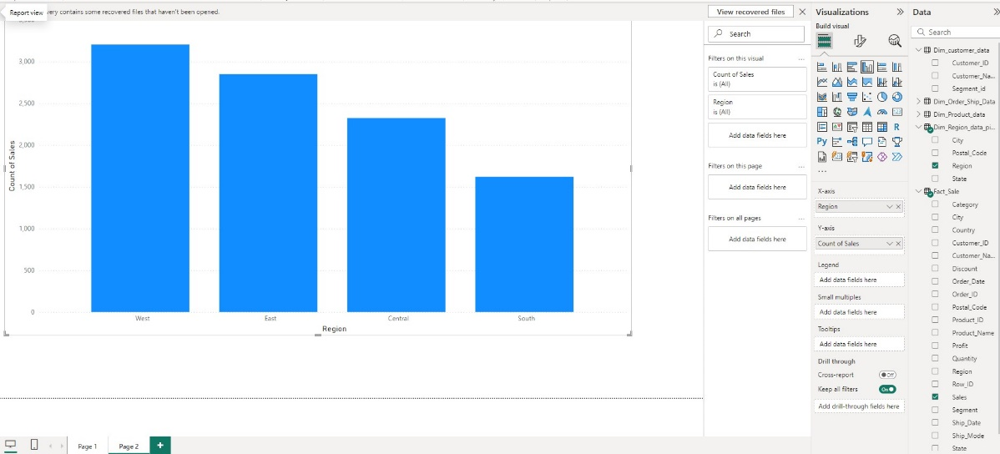 Report view
very contains some recovered files that haven't been opened.
View recovered files
3,000
2,500
2,000
1,500
1,000
500
0
Count of Sales
West
East
Central
South
Region
Search
Filters on this visual
...
Count of Sales
is (All)
Region
is (All)
Add data fields here
Filters on this page
...
Add data fields here
Filters on all pages
...
Add data fields here
Visualizations
Build visual
R
Py
...
X-axis
Region
Y-axis
Count of Sales
Legend
Add data fields here
Small multiples
Add data fields here
Tooltips
Add data fields here
Drill through
Cross-report
Off
Keep all filters
On
Add drill-through fields here
Data
Search
Dim_customer_data
Customer_ID
Customer_Na...
Segment_id
Dim_Order_Ship_Data
Dim_Product_data
Dim_Region_data_pi...
City
Postal_Code
Region
State
Fact_Sale
Category
City
Country
Customer_ID
Customer_Na...
Discount
Order_Date
Order_ID
Postal_Code
Product_ID
Product_Name
Profit
Quantity
Region
Row_ID
Sales
Segment
Ship_Date
Ship_Mode
State
Page 1
Page 2